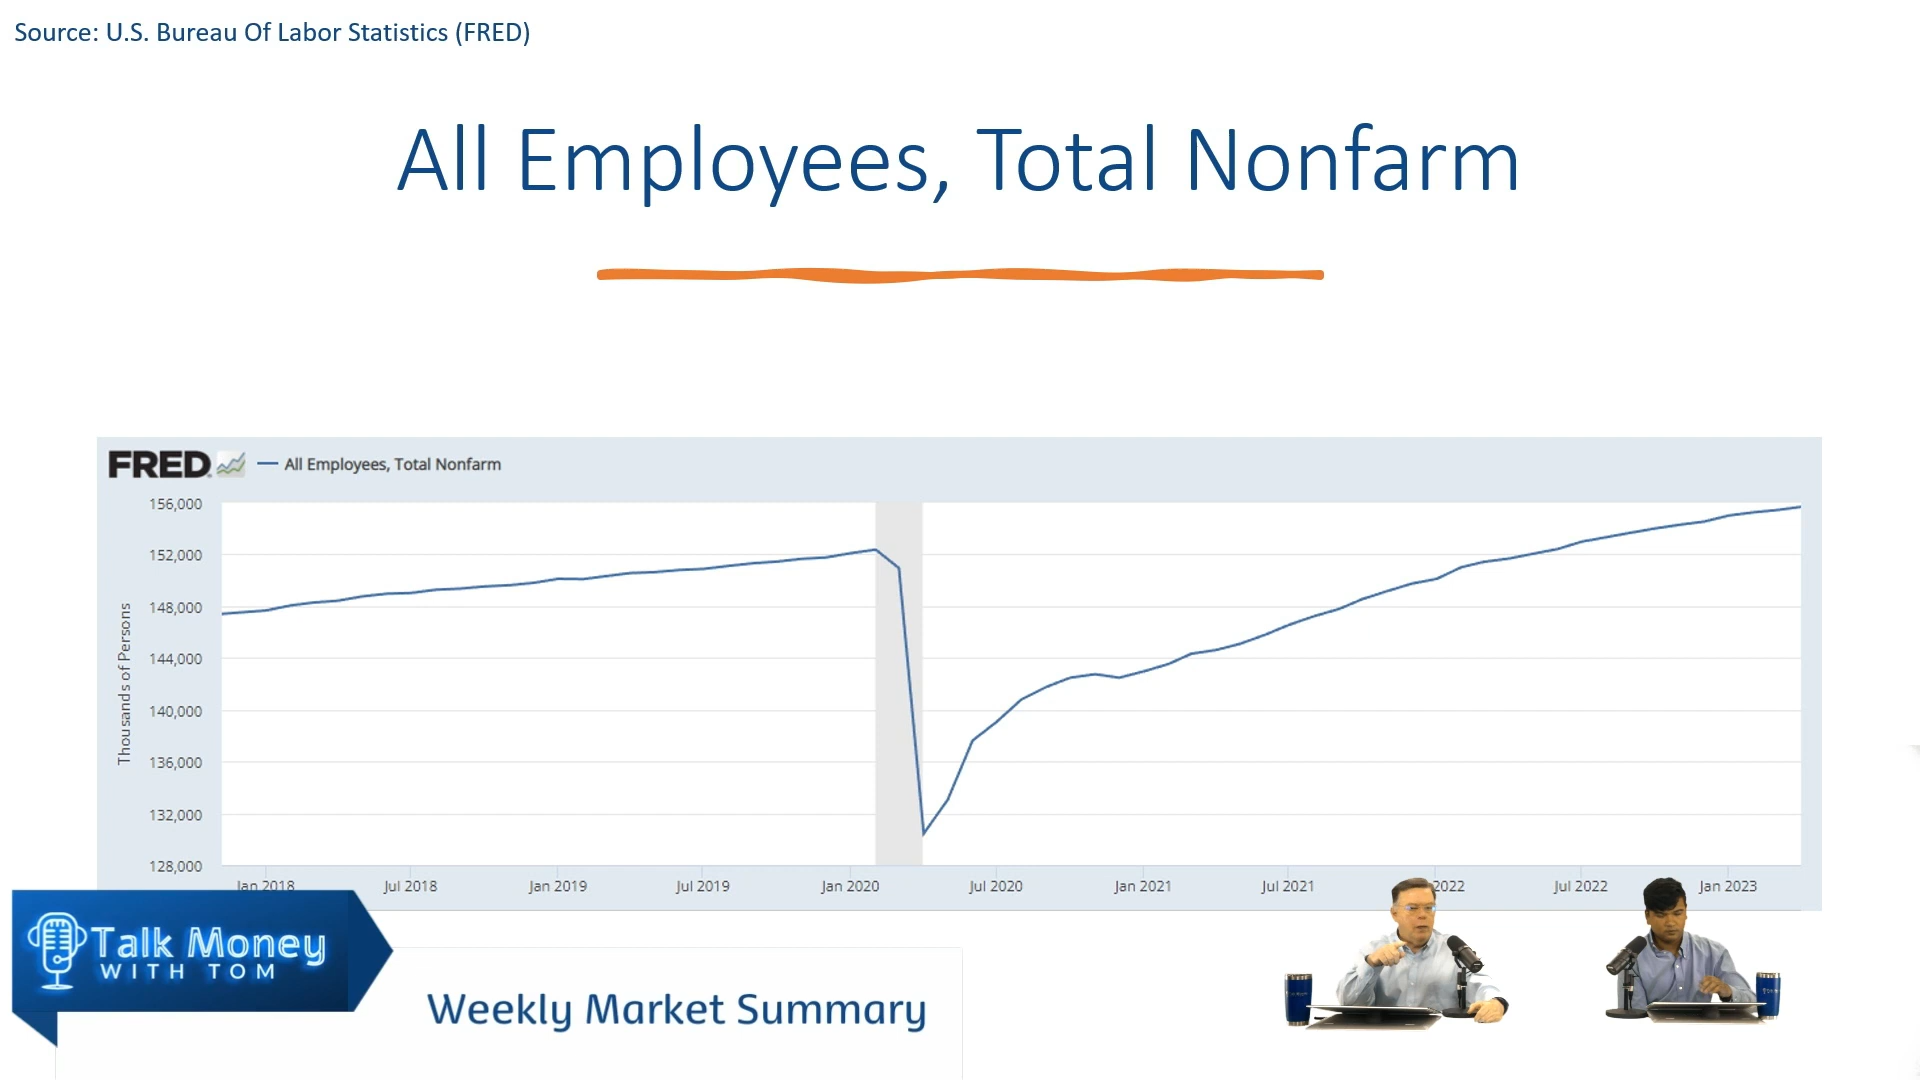 Source: U.S. Bureau Of Labor Statistics (FRED)
All Employees, Total Nonfarm
FRED
All Employees, Total Nonfarm
156,000
152,000
148,000
144,000
140,000
136,000
132,000
128,000
Thousands of Persons
Jan 2018 Jul 2018 Jan 2019 Jul 2019 Jan 2020 Jul 2020 Jan 2021 Jul 2021 2022 Jul 2022 Jan 2023
Talk Money
WITH TOM
Weekly Market Summary